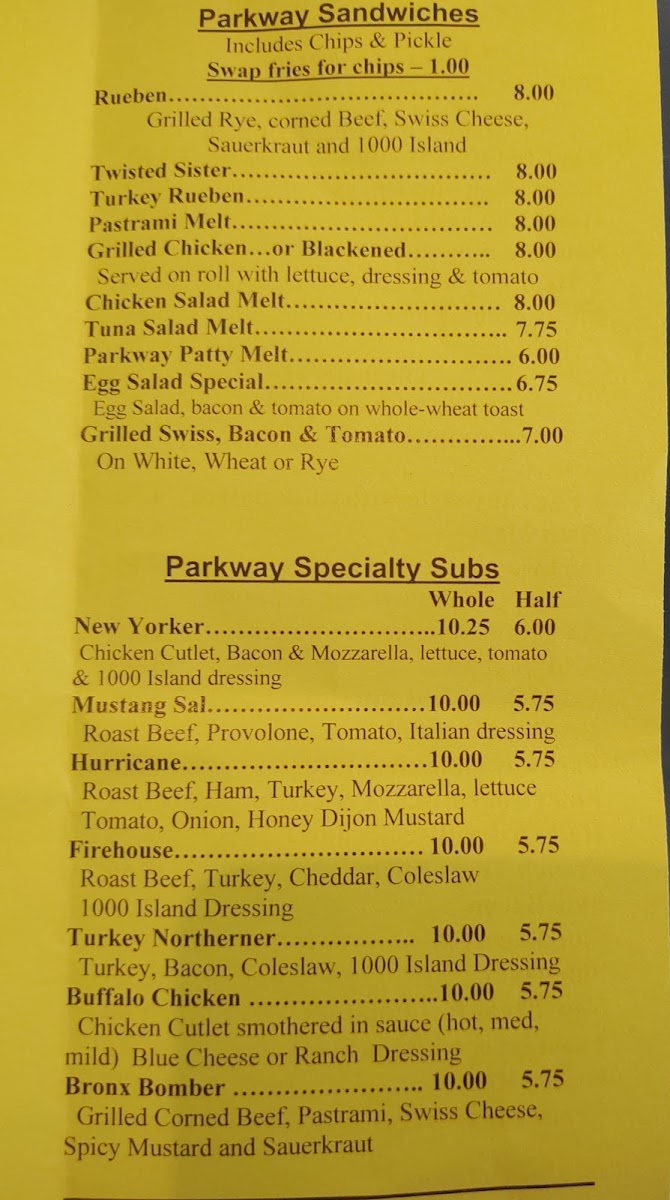 Parkway Sandwiches
Includes Chips & Pickle
Swap fries for chips – 1.00
Rueben……………………………… 8.00
Grilled Rye, corned Beef, Swiss Cheese,
Sauerkraut and 1000 Island
Twisted Sister………………………… 8.00
Turkey Rueben……………………… 8.00
Pastrami Melt………………………… 8.00
Grilled Chicken…or Blackened……….. 8.00
Served on roll with lettuce, dressing & tomato
Chicken Salad Melt…………………… 8.00
Tuna Salad Melt…………………….. 7.75
Parkway Patty Melt…………………. 6.00
Egg Salad Special…………………….6.75
Egg Salad, bacon & tomato on whole-wheat toast
Grilled Swiss, Bacon & Tomato…………...7.00
On White, Wheat or Rye
Parkway Specialty Subs
Whole Half
New Yorker……………………..10.25 6.00
Chicken Cutlet, Bacon & Mozzarella, lettuce, tomato
& 1000 Island dressing
Mustang Sal……………………10.00 5.75
Roast Beef, Provolone, Tomato, Italian dressing
Hurricane………………………10.00 5.75
Roast Beef, Ham, Turkey, Mozzarella, lettuce
Tomato, Onion, Honey Dijon Mustard
Firehouse……………………… 10.00 5.75
Roast Beef, Turkey, Cheddar, Coleslaw
1000 Island Dressing
Turkey Northerner…………….. 10.00 5.75
Turkey, Bacon, Coleslaw, 1000 Island Dressing
Buffalo Chicken …………………..10.00 5.75
Chicken Cutlet smothered in sauce (hot, med,
mild) Blue Cheese or Ranch Dressing
Bronx Bomber ………………….. 10.00 5.75
Grilled Corned Beef, Pastrami, Swiss Cheese,
Spicy Mustard and Sauerkraut